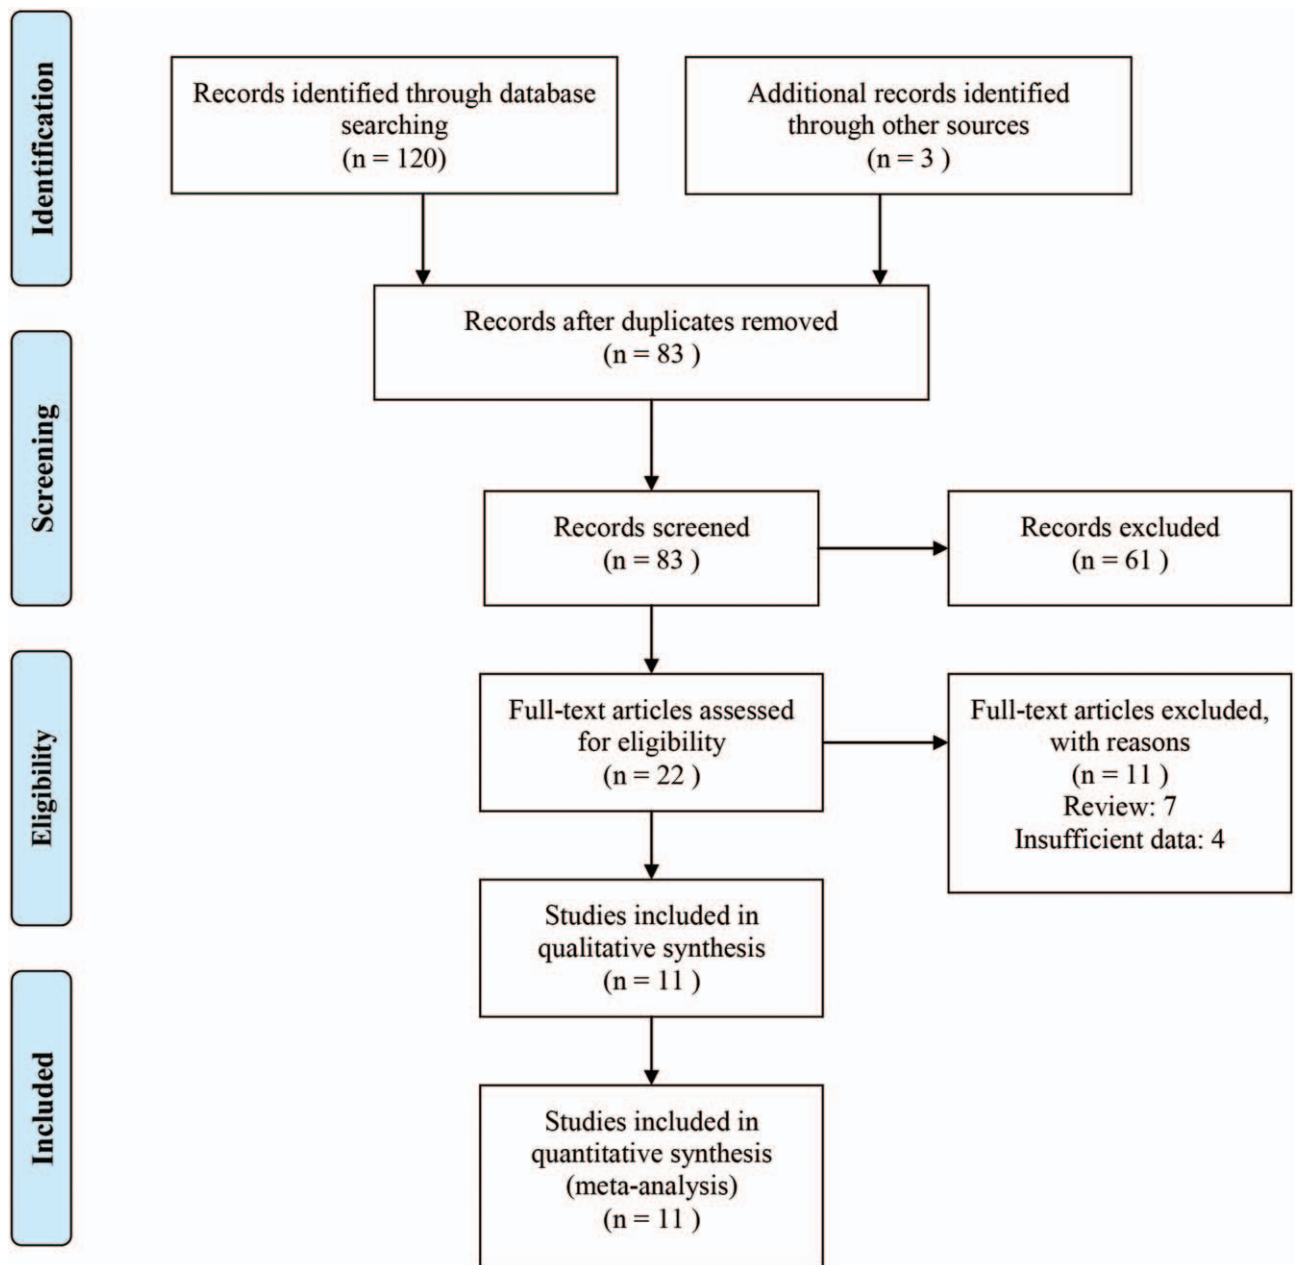 Identification
Records identified through database
searching
(n = 120)
Additional records identified
through other sources
(n = 3 )
Records after duplicates removed
(n = 83 )
Screening
Records screened
(n = 83 )
Records excluded
(n = 61 )
Eligibility
Full-text articles assessed
for eligibility
(n = 22 )
Full-text articles excluded,
with reasons
(n = 11 )
Review: 7
Insufficient data: 4
Studies included in
qualitative synthesis
(n = 11 )
Included
Studies included in
quantitative synthesis
(meta-analysis)
(n = 11 )